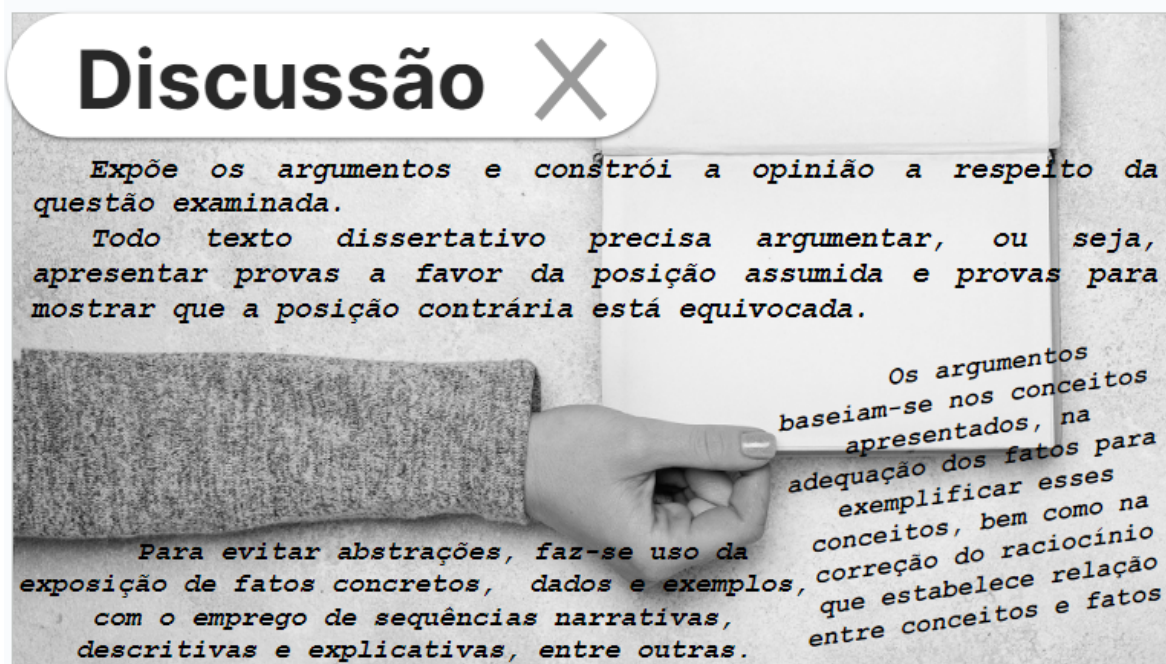 Discussão
Expõe os argumentos e constrói a opinião a respeito da
questão examinada.
Todo texto dissertativo precisa argumentar, ou seja,
apresentar provas a favor da posição assumida e provas para
mostrar que a posição contrária está equivocada.
Os argumentos
baseiam-se nos conceitos
apresentados, na
adequação dos fatos para
exemplificar esses
conceitos, bem como na
correção do raciocínio
que estabelece relação
entre conceitos e fatos
Para evitar abstrações, faz-se uso da
exposição de fatos concretos, dados e exemplos,
com o emprego de sequências narrativas,
descritivas e explicativas, entre outras.